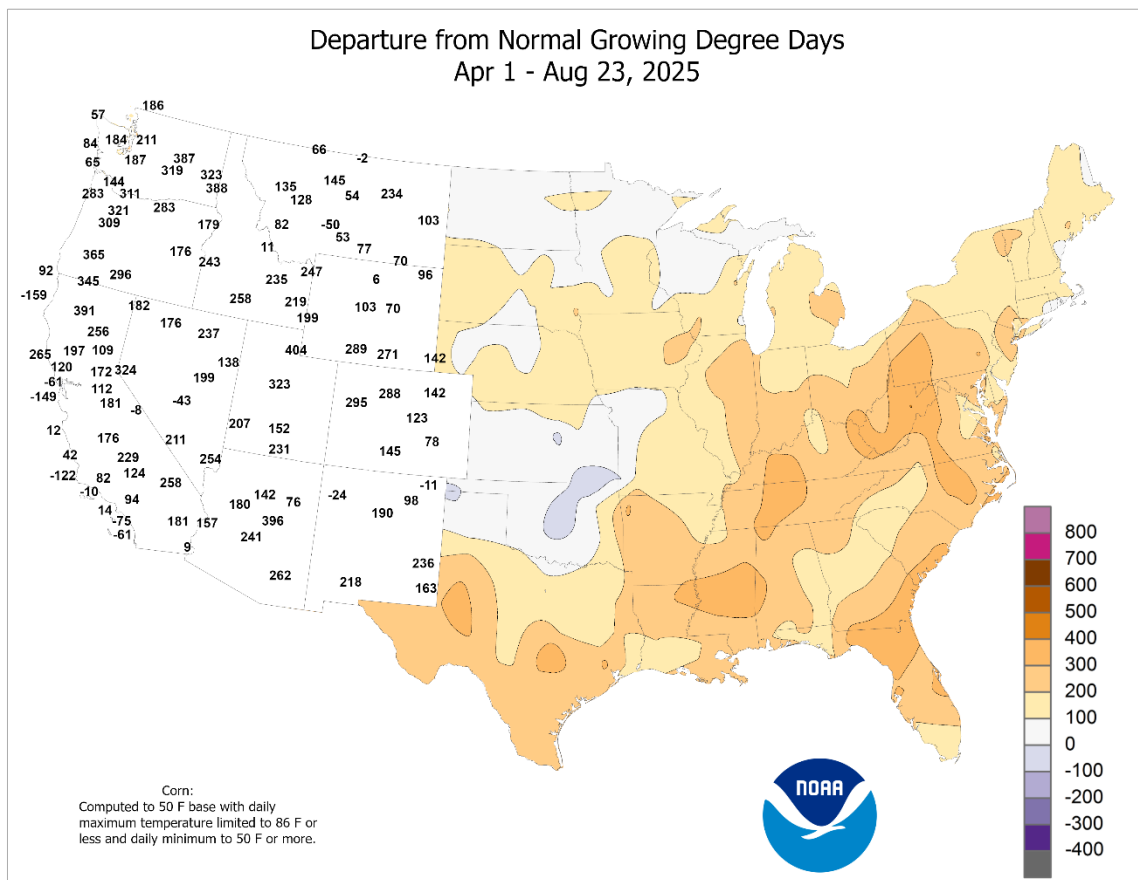 Departure from Normal Growing Degree Days
Apr 1 - Aug 23, 2025
186
57
84 184 211
65 187 387
319 323
66 -2
144 388
283 311
135 145
128 54 234
321 283
309 179
82 -50 103
53
11 77
365 176 243
70
92 296 235 247 6 96
345
-159 258 219 103 70
391 182 199
176
256 237
265 197 109 404 289 271 142
120 138
172 324
-61 199 323
112 295 288 142
-149 181 -8 -43
123
12 207 152
176 211 78
42 229 254 231 145
-122 82 124 258
-10 -24 -11
94 180 142 76 98
14 190
-75 181 157 396
-61 241
9
236
262 218 163
800
700
600
500
400
300
200
100
0
-100
-200
-300
-400
NOAA
Corn:
Computed to 50 F base with daily
maximum temperature limited to 86 F or
less and daily minimum to 50 F or more.